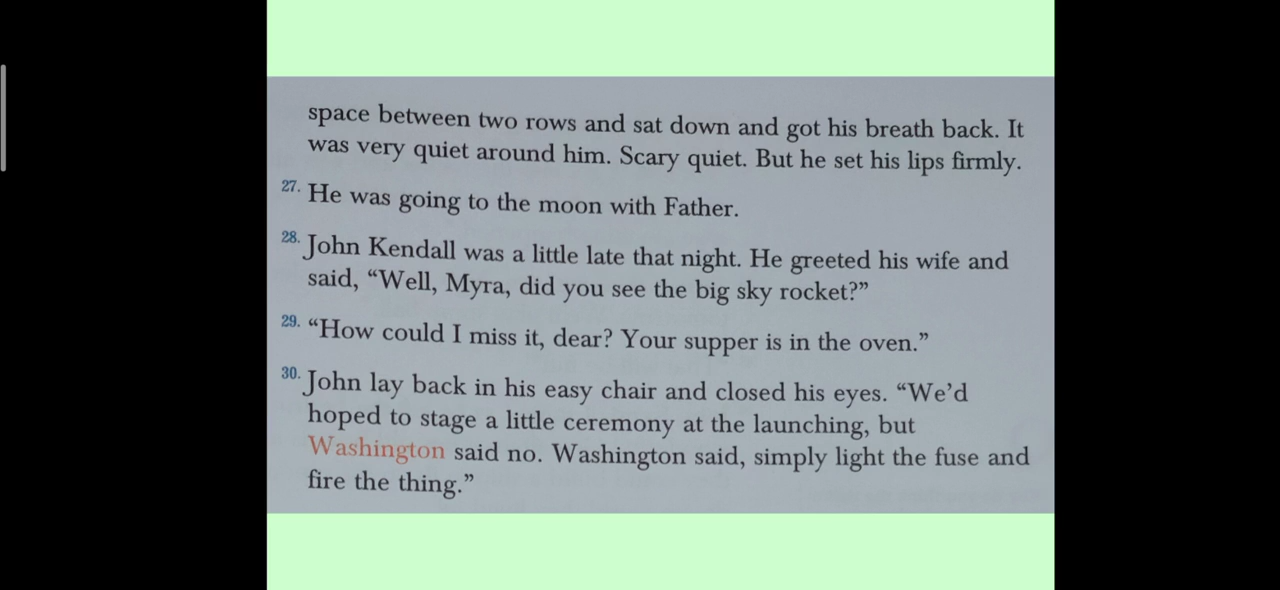 space between two rows and sat down and got his breath back. It
was very quiet around him. Scary quiet. But he set his lips firmly.
27. He was going to the moon with Father.
28. John Kendall was a little late that night. He greeted his wife and
said, “Well, Myra, did you see the big sky rocket?”
29. “How could I miss it, dear? Your supper is in the oven.”
30. John lay back in his easy chair and closed his eyes. “We’d
hoped to stage a little ceremony at the launching, but
Washington said no. Washington said, simply light the fuse and
fire the thing.”